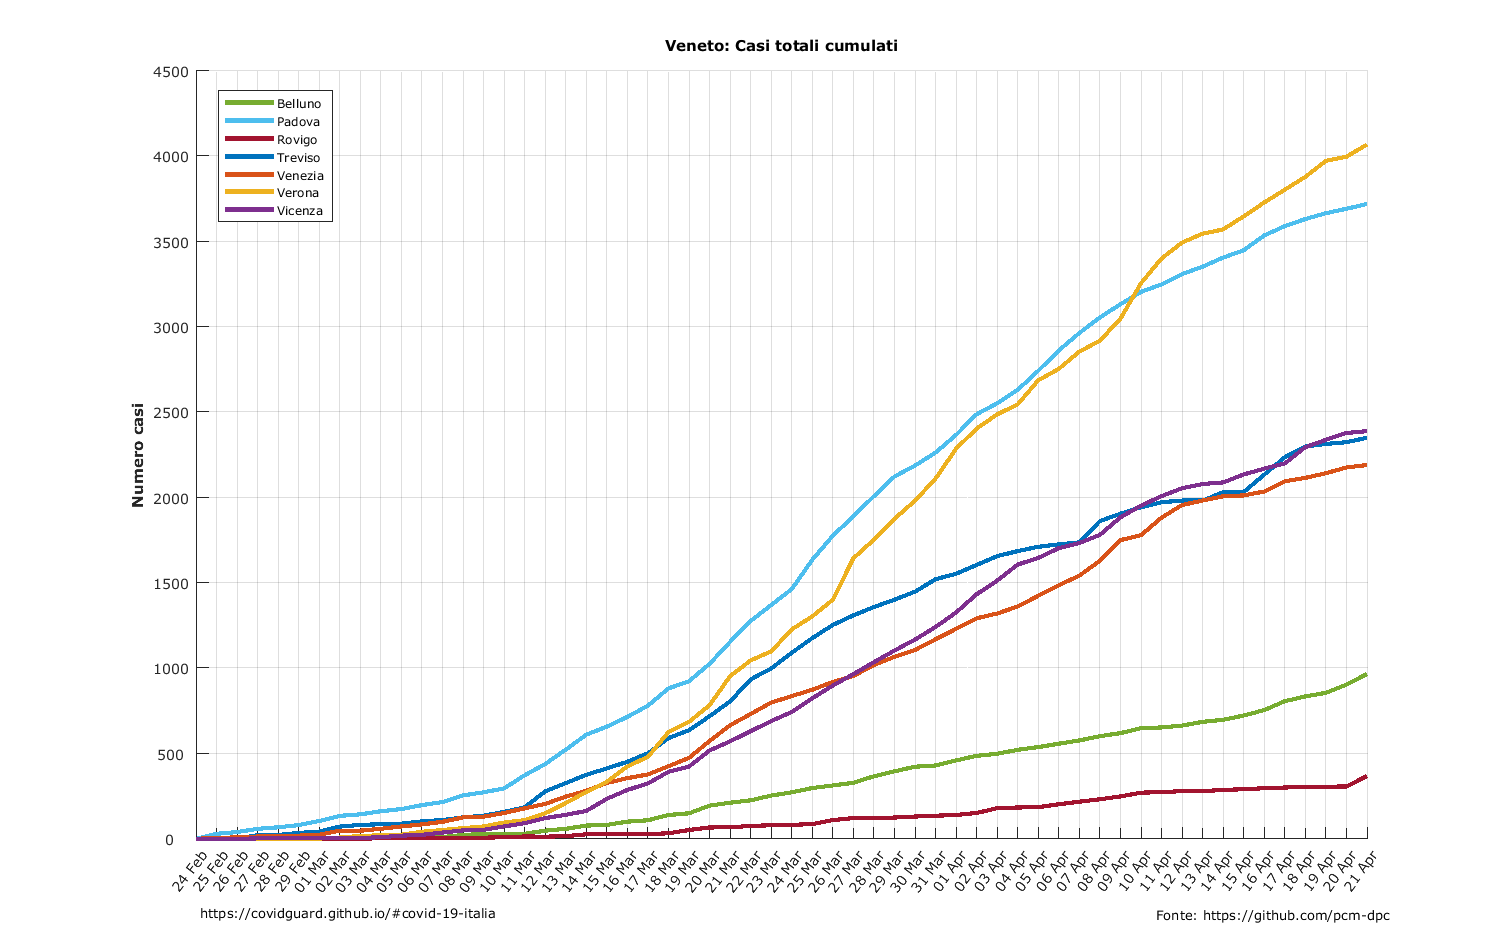 Veneto: Casi totali cumulati
4500
4000
3500
3000
2500
2000
1500
1000
500
0
Numero casi
Belluno
Padova
Rovigo
Treviso
Venezia
Verona
Vicenza
24 Feb
25 Feb
26 Feb
27 Feb
28 Feb
29 Feb
01 Mar
02 Mar
03 Mar
04 Mar
05 Mar
06 Mar
07 Mar
08 Mar
09 Mar
10 Mar
11 Mar
12 Mar
13 Mar
14 Mar
15 Mar
16 Mar
17 Mar
18 Mar
19 Mar
20 Mar
21 Mar
22 Mar
23 Mar
24 Mar
25 Mar
26 Mar
27 Mar
28 Mar
29 Mar
30 Mar
31 Mar
01 Apr
02 Apr
03 Apr
04 Apr
05 Apr
06 Apr
07 Apr
08 Apr
09 Apr
10 Apr
11 Apr
12 Apr
13 Apr
14 Apr
15 Apr
16 Apr
17 Apr
18 Apr
19 Apr
20 Apr
21 Apr
https://covidguard.github.io/#covid-19-italia
Fonte: https://github.com/pcm-dpc